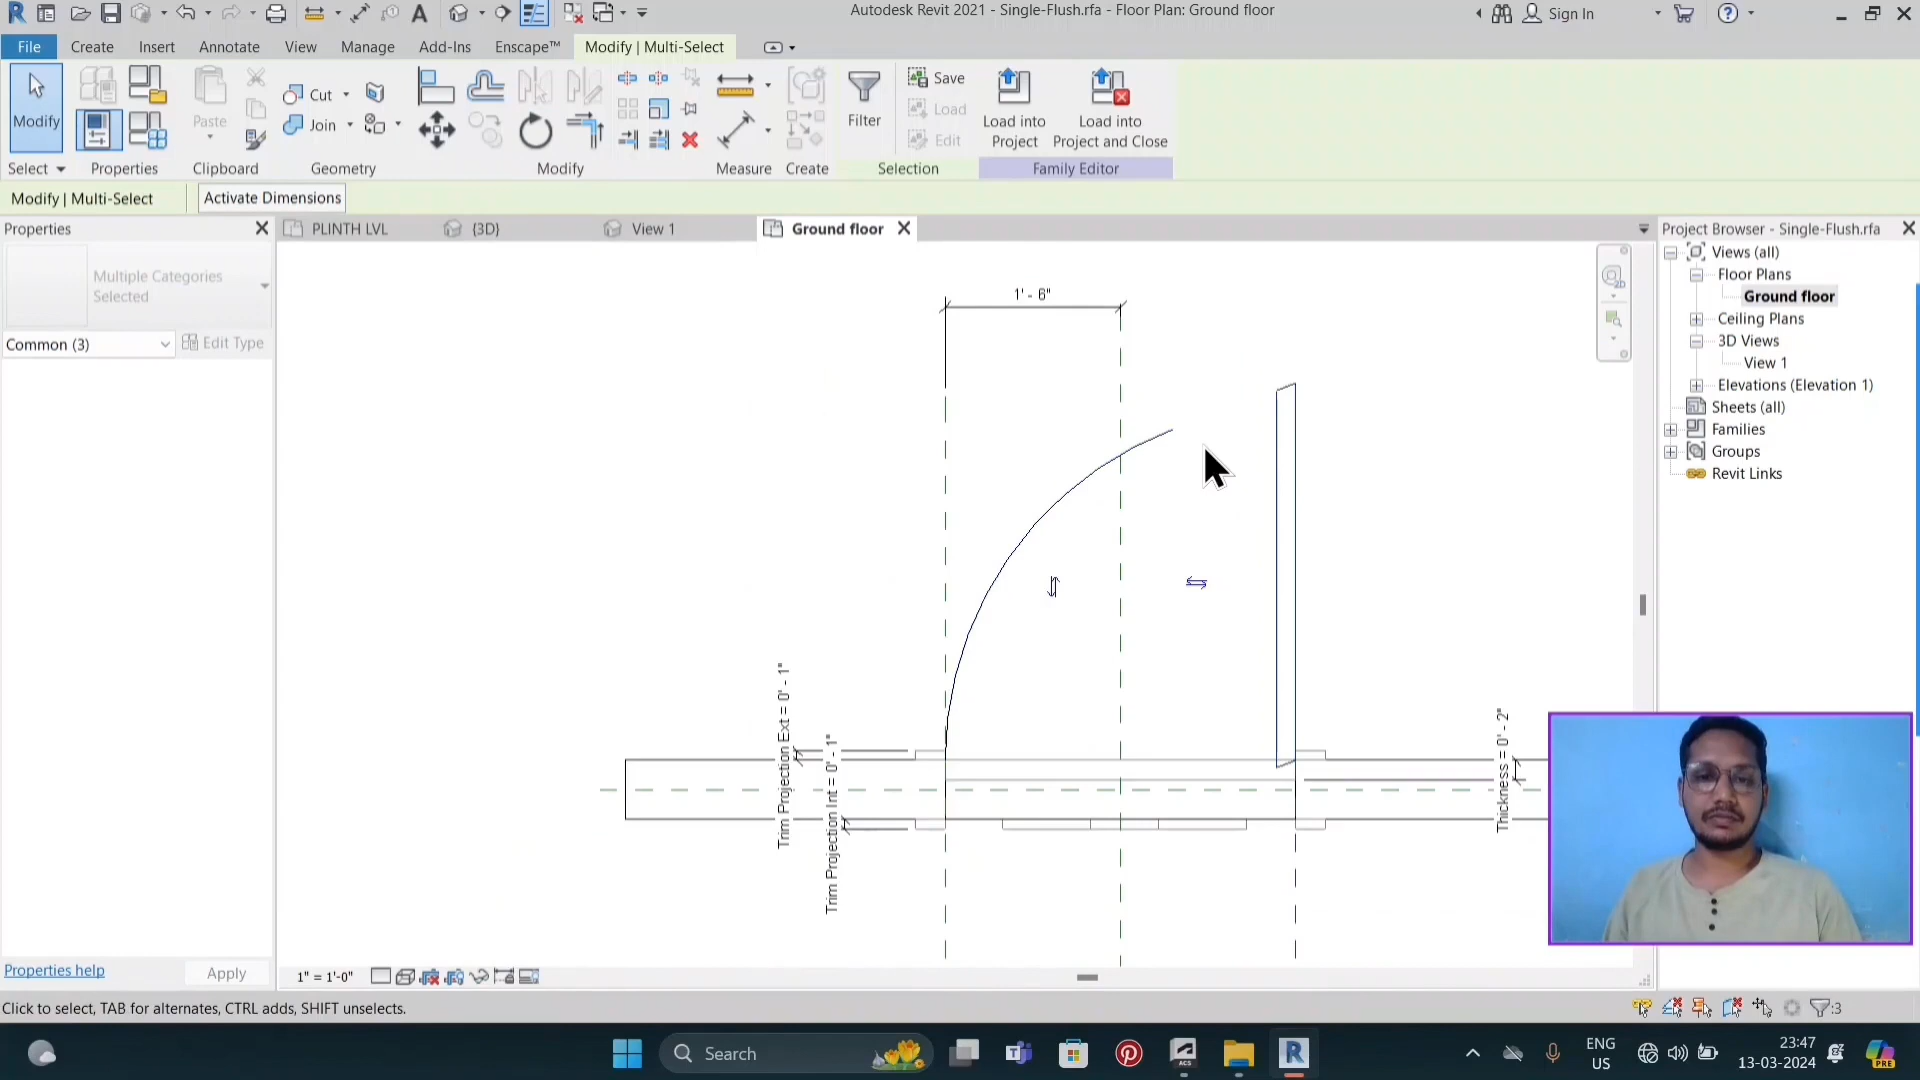 Autodesk Revit 2021 - Single-Flush.rfa - Floor Plan: Ground floor
Sign In
File
Create
Insert
Annotate
View
Manage
Add-Ins
Enscape™
Modify | Multi-Select
Modify
Paste
Cut
Join
Filter
Save
Load
Edit
Load into
Project
Load into
Project and Close
Select
Properties
Clipboard
Geometry
Modify
Measure
Create
Selection
Family Editor
Modify | Multi-Select
Activate Dimensions
Properties
Multiple Categories
Selected
Common (3)
Edit Type
Properties help
Apply
PLINTH LVL
{3D}
View 1
Ground floor
1' - 6"
Trim Projection Ext = 0' - 1"
Trim Projection Int = 0' - 1"
Thickness = 0' - 2"
2D
Project Browser - Single-Flush.rfa
Views (all)
Floor Plans
Ground floor
Ceiling Plans
3D Views
View 1
Elevations (Elevation 1)
Sheets (all)
Families
Groups
Revit Links
1" = 1'-0"
Click to select, TAB for alternates, CTRL adds, SHIFT unselects.
:3
Search
ENG
US
23:47
13-03-2024
PRE